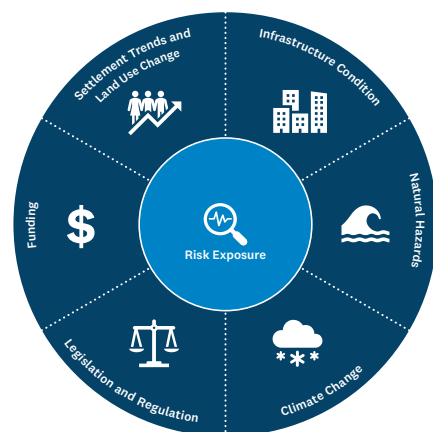 Settlement Trends and
Land Use Change
Infrastructure Condition
Natural Hazards
Climate Change
Legislation and Regulation
Funding
$
Risk Exposure